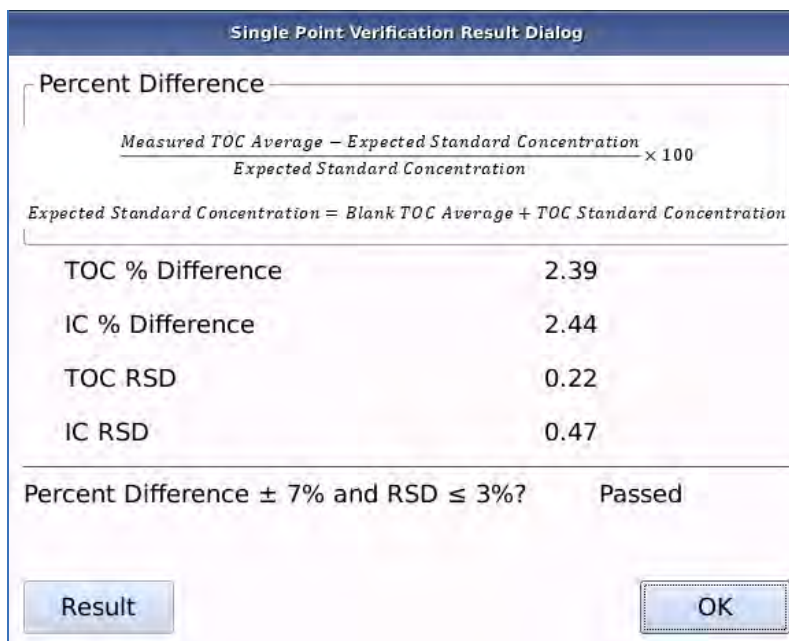 Single Point Verification Result Dialog
Percent Difference
Measured TOC Average − Expected Standard Concentration
Expected Standard Concentration
× 100
Expected Standard Concentration = Blank TOC Average + TOC Standard Concentration
TOC % Difference 2.39
IC % Difference 2.44
TOC RSD 0.22
IC RSD 0.47
Percent Difference ± 7% and RSD ≤ 3%? Passed
Result OK